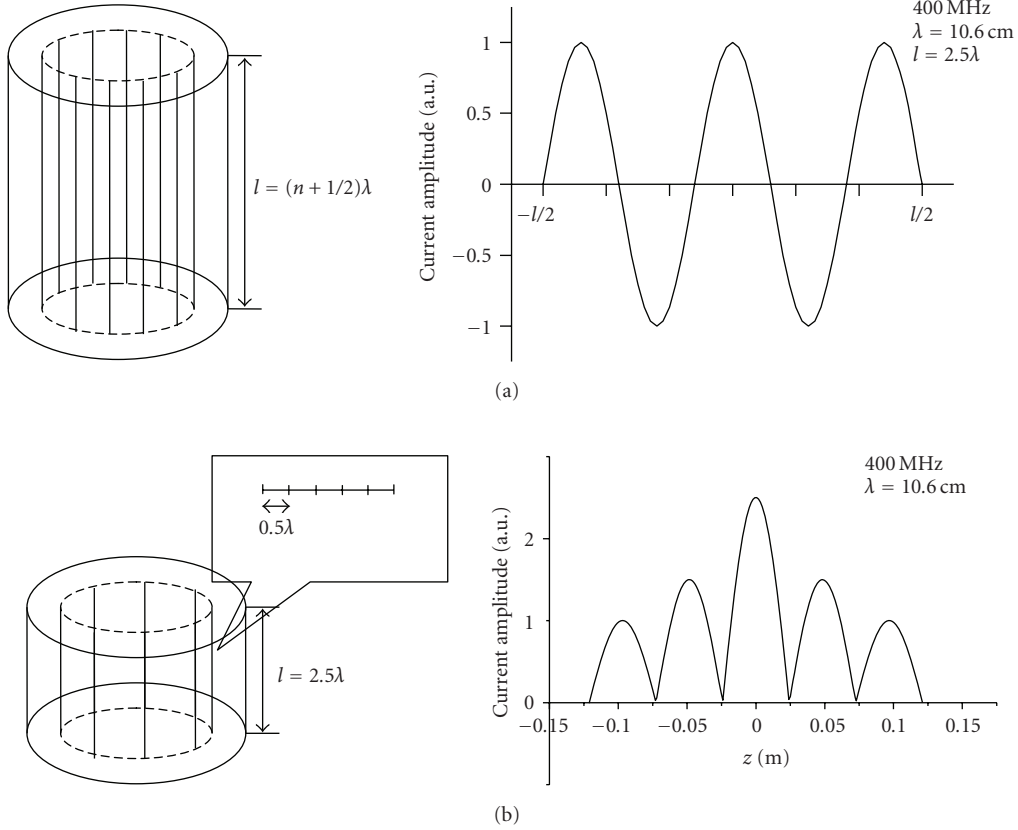 l = (n + 1/2)λ
400 MHz
λ = 10.6 cm
l = 2.5λ
Current amplitude (a.u.)
1
0.5
0
−0.5
−1
−l/2
l/2
(a)
0.5λ
l = 2.5λ
400 MHz
λ = 10.6 cm
Current amplitude (a.u.)
2
1
0
−0.15
−0.1
−0.05
0
0.05
0.1
0.15
z (m)
(b)